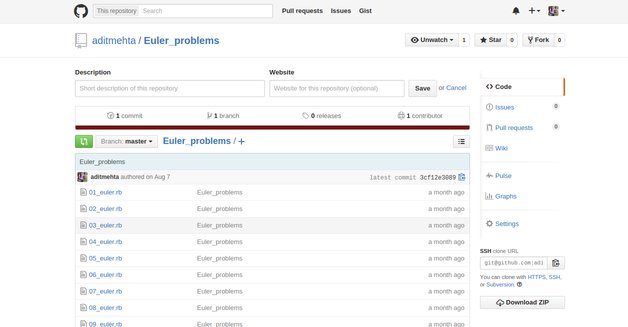 This repository Search Pull requests Issues Gist
aditmehta / Euler_problems Unwatch 1 Star 0 Fork 0
Description Website
Short description of this repository Website for this repository (optional) Save or Cancel
1 commit 1 branch 0 releases 1 contributor
Branch: master Euler_problems / +
Euler_problems
aditmehta authored on Aug 7 latest commit 3cf12e3089
01_euler.rb Euler_problems a month ago
02_euler.rb Euler_problems a month ago
03_euler.rb Euler_problems a month ago
04_euler.rb Euler_problems a month ago
05_euler.rb Euler_problems a month ago
06_euler.rb Euler_problems a month ago
07_euler.rb Euler_problems a month ago
08_euler.rb Euler_problems a month ago
09_euler.rb Euler_problems a month ago
Code
Issues 0
Pull requests 0
Wiki
Pulse
Graphs
Settings
SSH clone URL
git@github.com:adi
You can clone with HTTPS, SSH,
or Subversion.
Download ZIP